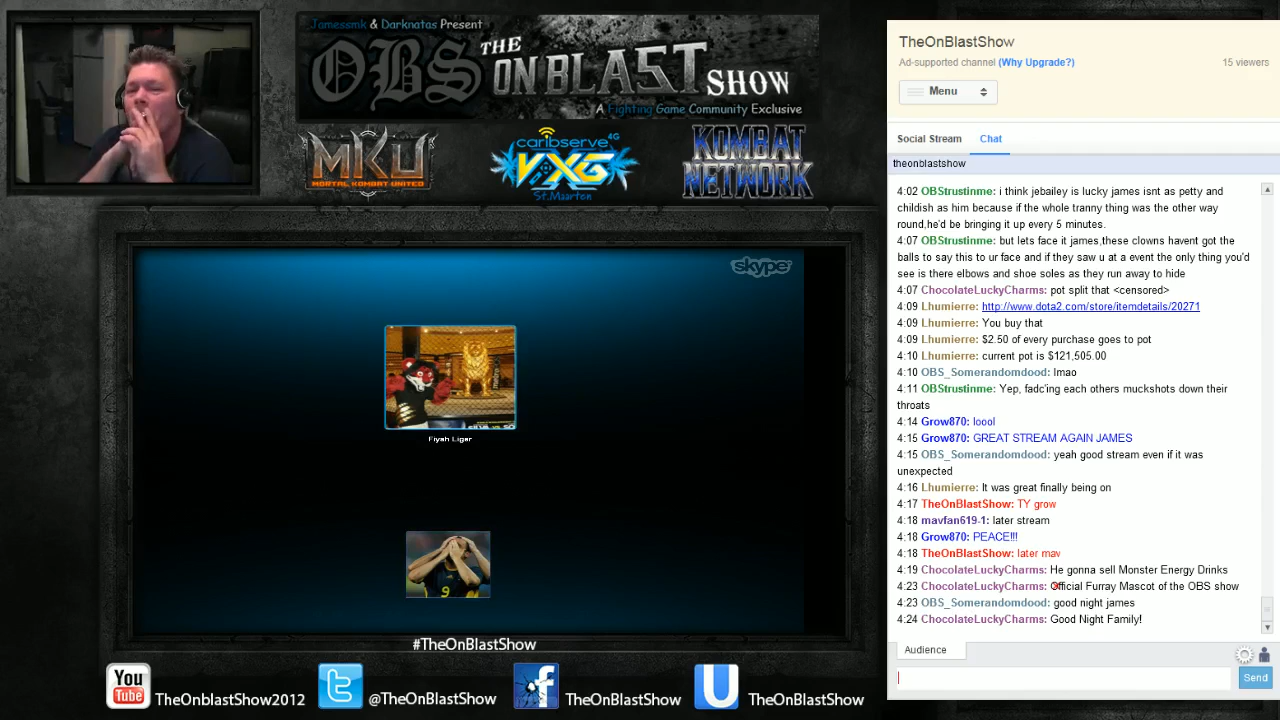 Jamessmk & Darknatas Present
OBS THE ON BLAST SHOW
A Fighting Game Community Exclusive
MKU
MORTAL KOMBAT UNITED
caribserve 4G
VXG
St.Maarten
KOMBAT
NETWORK
skype
Fiyah Liger
9
#TheOnBlastShow
You
Tube
TheOnblastShow2012
@TheOnBlastShow
TheOnBlastShow
U
TheOnBlastShow
TheOnBlastShow
Ad-supported channel (Why Upgrade?)
15 viewers
Menu
Social Stream
Chat
theonblastshow
4:02 OBStrustinme: i think jebailey is lucky james isnt as petty and
childish as him because if the whole tranny thing was the other way
round,he'd be bringing it up every 5 minutes.
4:07 OBStrustinme: but lets face it james,these clowns havent got the
balls to say this to ur face and if they saw u at a event the only thing you'd
see is there elbows and shoe soles as they run away to hide
4:07 ChocolateLuckyCharms: pot split that <censored>
4:09 Lhumierre: http://www.dota2.com/store/itemdetails/20271
4:09 Lhumierre: You buy that
4:09 Lhumierre: $2.50 of every purchase goes to pot
4:10 Lhumierre: current pot is $121,505.00
4:10 OBS_Somerandomdood: lmao
4:11 OBStrustinme: Yep, fadc'ing each others muckshots down their
throats
4:14 Grow870: loool
4:15 Grow870: GREAT STREAM AGAIN JAMES
4:15 OBS_Somerandomdood: yeah good stream even if it was
unexpected
4:16 Lhumierre: It was great finally being on
4:17 TheOnBlastShow: TY grow
4:18 mavfan619-1: later stream
4:18 Grow870: PEACE!!!
4:18 TheOnBlastShow: later mav
4:19 ChocolateLuckyCharms: He gonna sell Monster Energy Drinks
4:23 ChocolateLuckyCharms: Official Furray Mascot of the OBS show
4:23 OBS_Somerandomdood: good night james
4:24 ChocolateLuckyCharms: Good Night Family!
Audience
Send